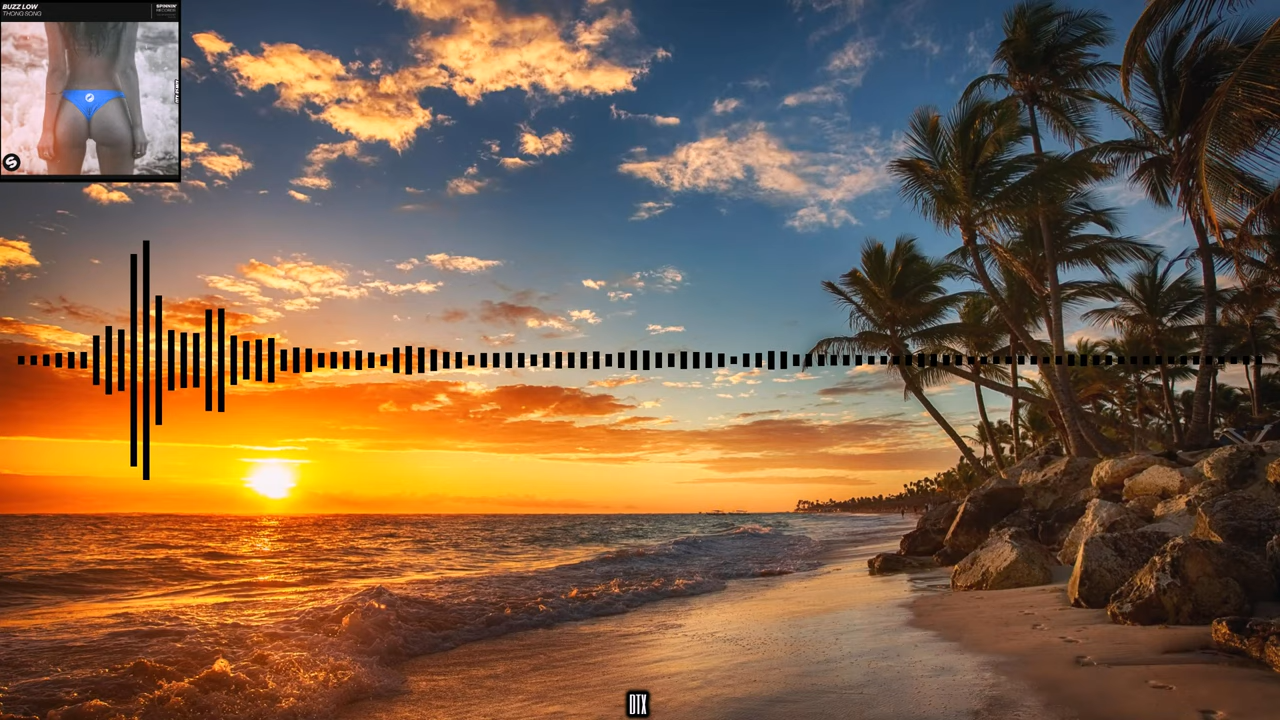 BUZZ LOW
THONG SONG
SPINNIN'
RECORDS
DTX